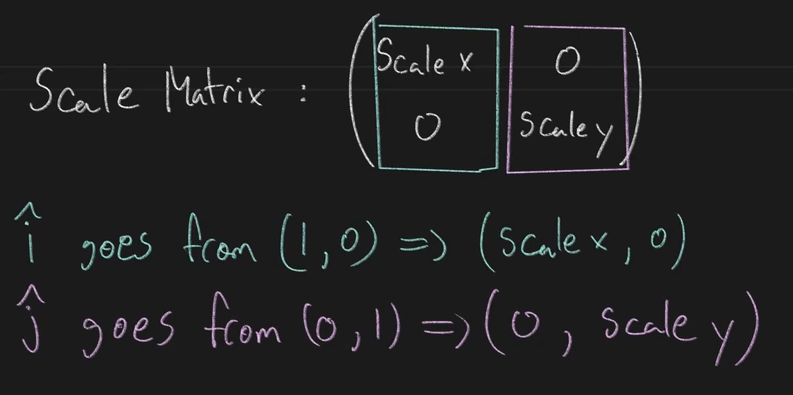 Scale Matrix : ( Scale x 0
0 Scale y )
î goes from (1,0) => (scale x, 0)
ĵ goes from (0,1) => (0, scale y)